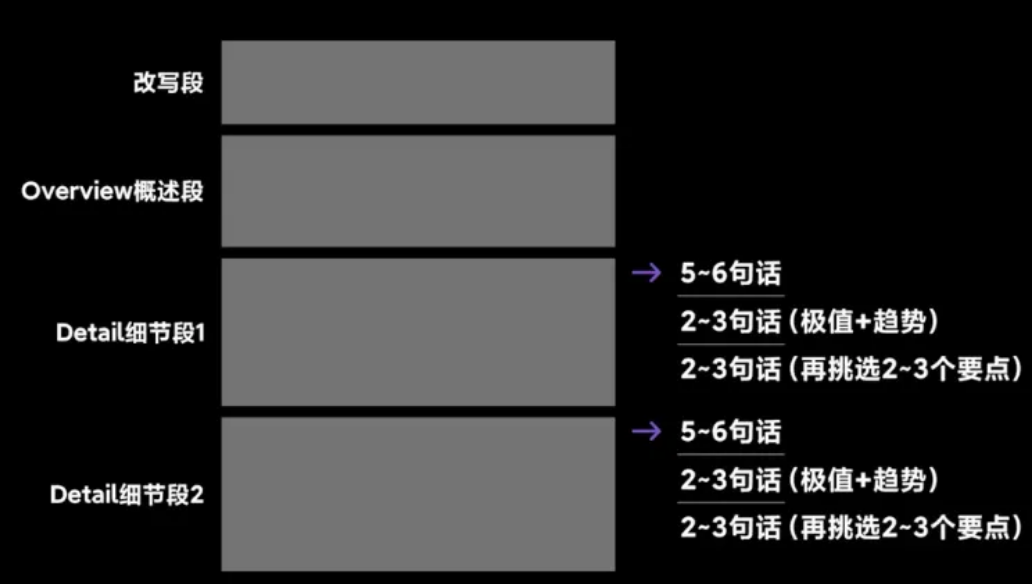 改写段
Overview概述段
Detail细节段1
→ 5~6句话
2~3句话(极值+趋势)
2~3句话(再挑选2~3个要点)
Detail细节段2
→ 5~6句话
2~3句话(极值+趋势)
2~3句话(再挑选2~3个要点)